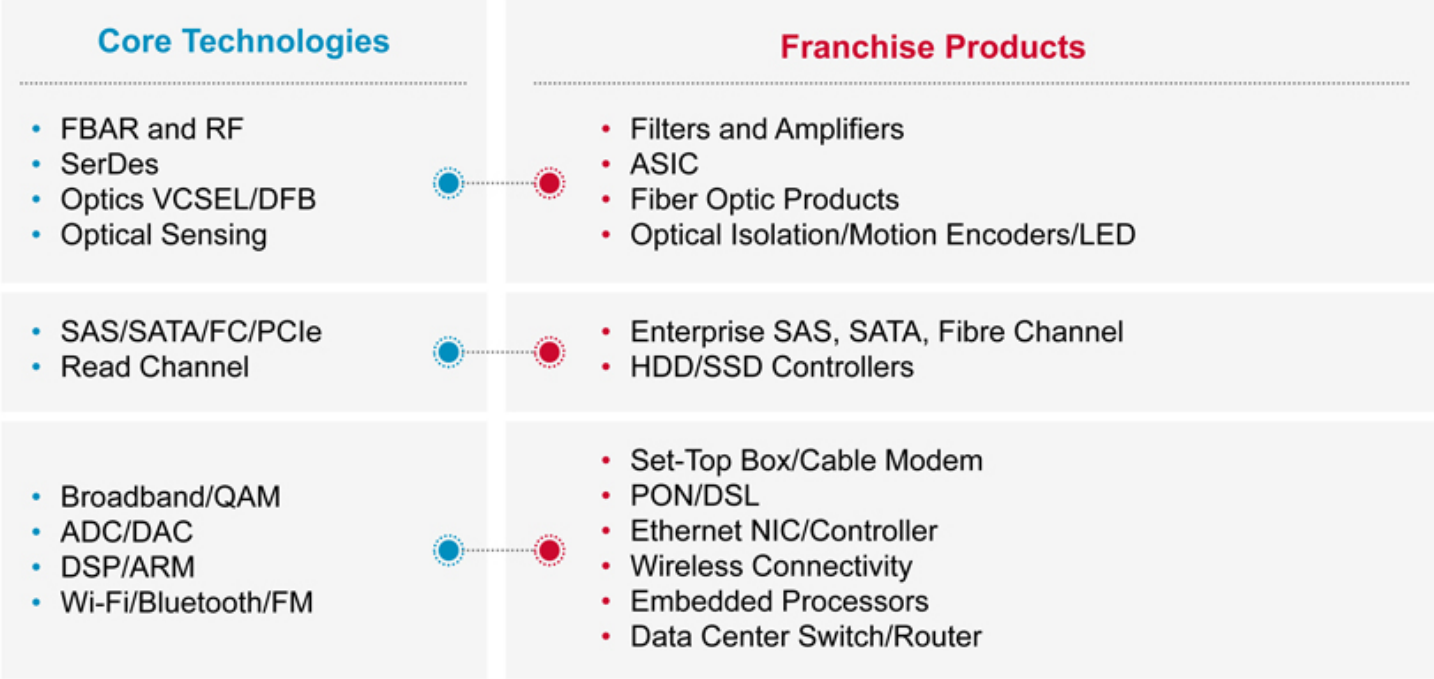 Core Technologies
Franchise Products
• FBAR and RF
• SerDes
• Optics VCSEL/DFB
• Optical Sensing
• Filters and Amplifiers
• ASIC
• Fiber Optic Products
• Optical Isolation/Motion Encoders/LED
• SAS/SATA/FC/PCIe
• Read Channel
• Enterprise SAS, SATA, Fibre Channel
• HDD/SSD Controllers
• Broadband/QAM
• ADC/DAC
• DSP/ARM
• Wi-Fi/Bluetooth/FM
• Set-Top Box/Cable Modem
• PON/DSL
• Ethernet NIC/Controller
• Wireless Connectivity
• Embedded Processors
• Data Center Switch/Router